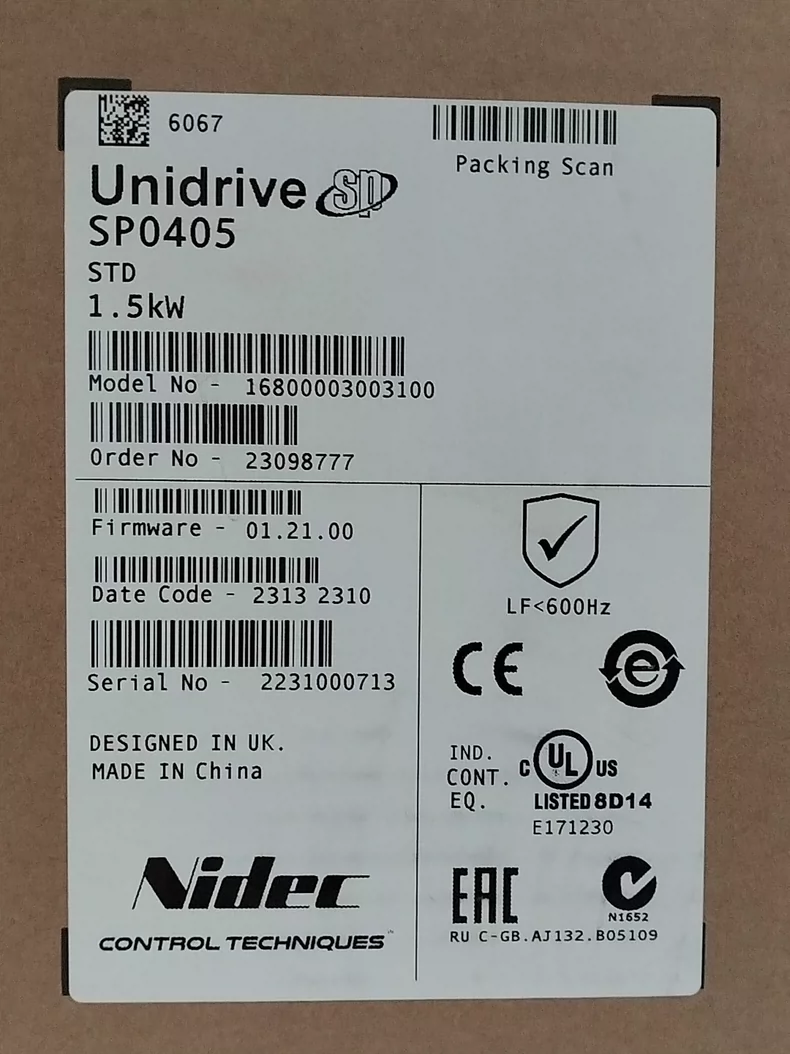 6067
Packing Scan
Unidrive sp
SP0405
STD
1.5kW
Model No - 16800003003100
Order No - 23098777
Firmware - 01.21.00
Date Code - 2313 2310
Serial No - 2231000713
DESIGNED IN UK.
MADE IN China
Nidec
CONTROL TECHNIQUES™
LF<600Hz
CE
e
IND.
CONT.
EQ.
c UL US
LISTED 8D14
E171230
EAC
N1652
RU C-GB.AJ132.B05109